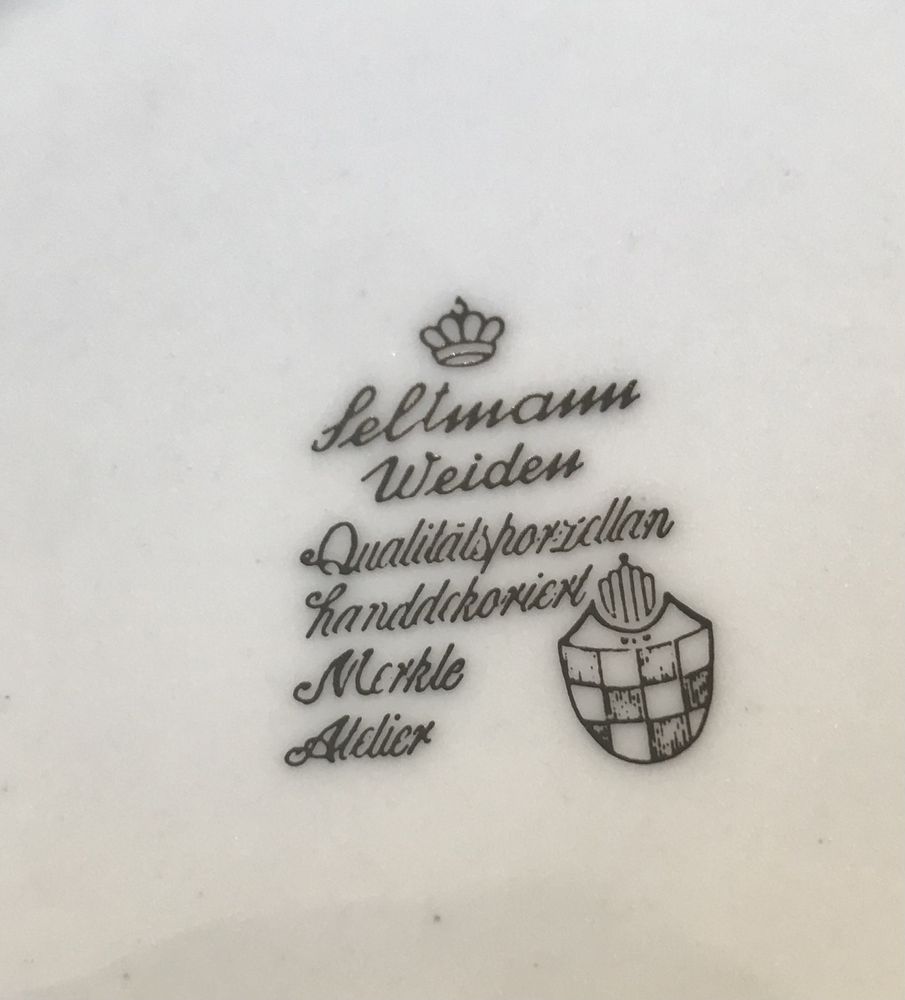 Seltmann
Weiden
Qualitätsporzellan
handdekoriert
Merkle
Atelier